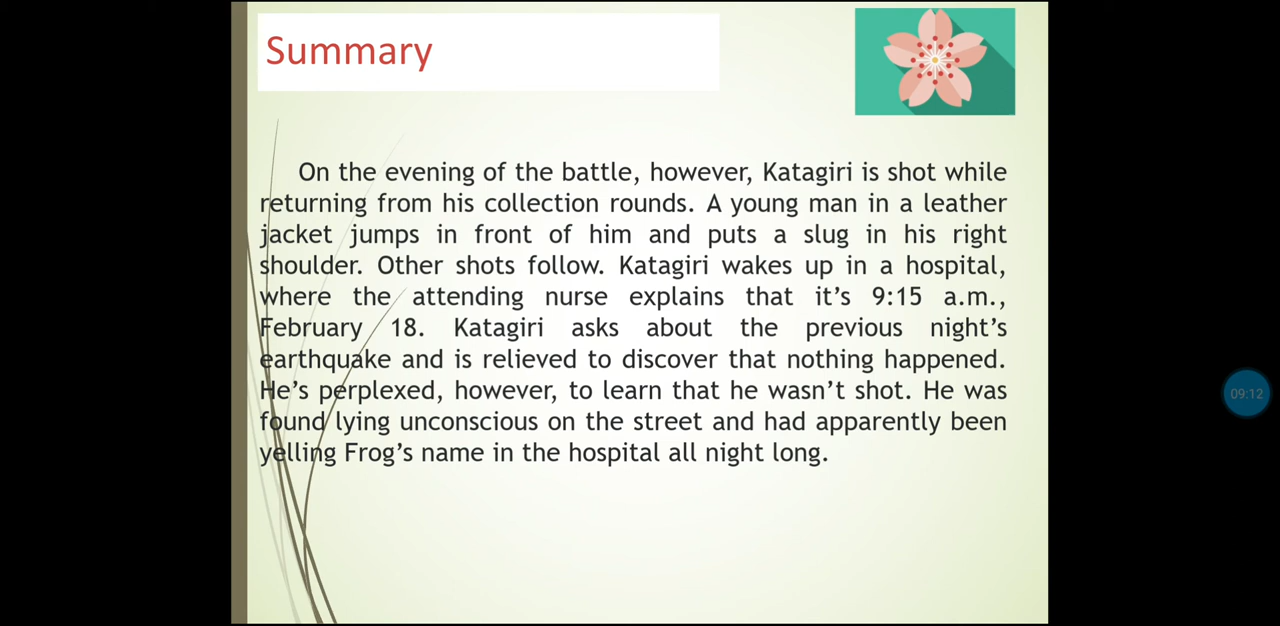 Summary
On the evening of the battle, however, Katagiri is shot while
returning from his collection rounds. A young man in a leather
jacket jumps in front of him and puts a slug in his right
shoulder. Other shots follow. Katagiri wakes up in a hospital,
where the attending nurse explains that it’s 9:15 a.m.,
February 18. Katagiri asks about the previous night’s
earthquake and is relieved to discover that nothing happened.
He’s perplexed, however, to learn that he wasn’t shot. He was
found lying unconscious on the street and had apparently been
yelling Frog’s name in the hospital all night long.
09:12